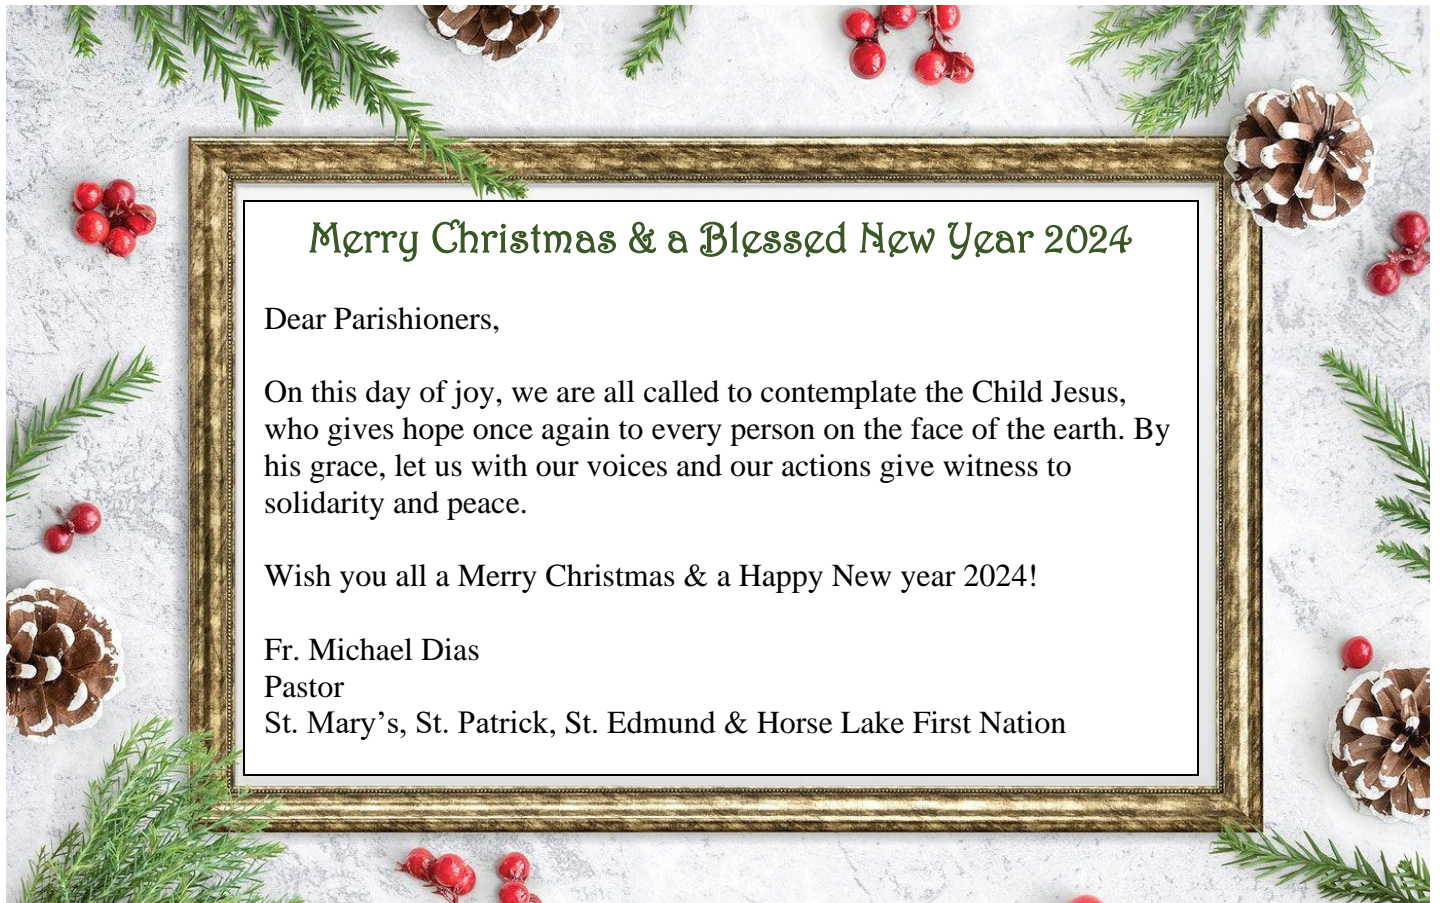 Merry Christmas & a Blessed New Year 2024
Dear Parishioners,
On this day of joy, we are all called to contemplate the Child Jesus,
who gives hope once again to every person on the face of the earth. By
his grace, let us with our voices and our actions give witness to
solidarity and peace.
Wish you all a Merry Christmas & a Happy New year 2024!
Fr. Michael Dias
Pastor
St. Mary’s, St. Patrick, St. Edmund & Horse Lake First Nation